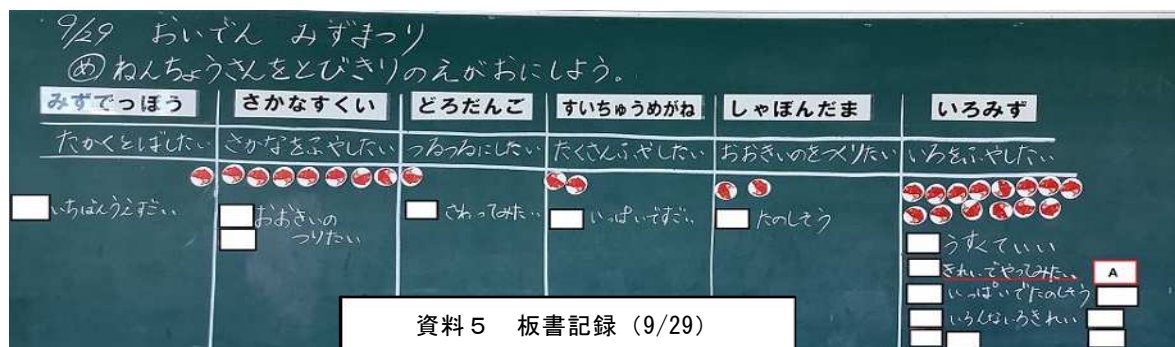 9/29 おいでん みずまつり
め ねんちょうさんをとびきりのえがおにしよう。
みずでっぽう
たかくとばしたい
いちばんうえすごい
さかなすくい
さかなをふやしたい
おおきいの
つりたい
どろだんご
つるつるにしたい
さわってみたい
すいちゅうめがね
たくさんふやしたい
いっぱいですごい
しゃぼんだま
おおきいのをつくりたい
たのしそう
いろみず
いろをふやしたい
うすくていい
きれいでやってみたい。 A
いっぱいでたのしそう
いろんないろきれい
資料５ 板書記録（9/29）